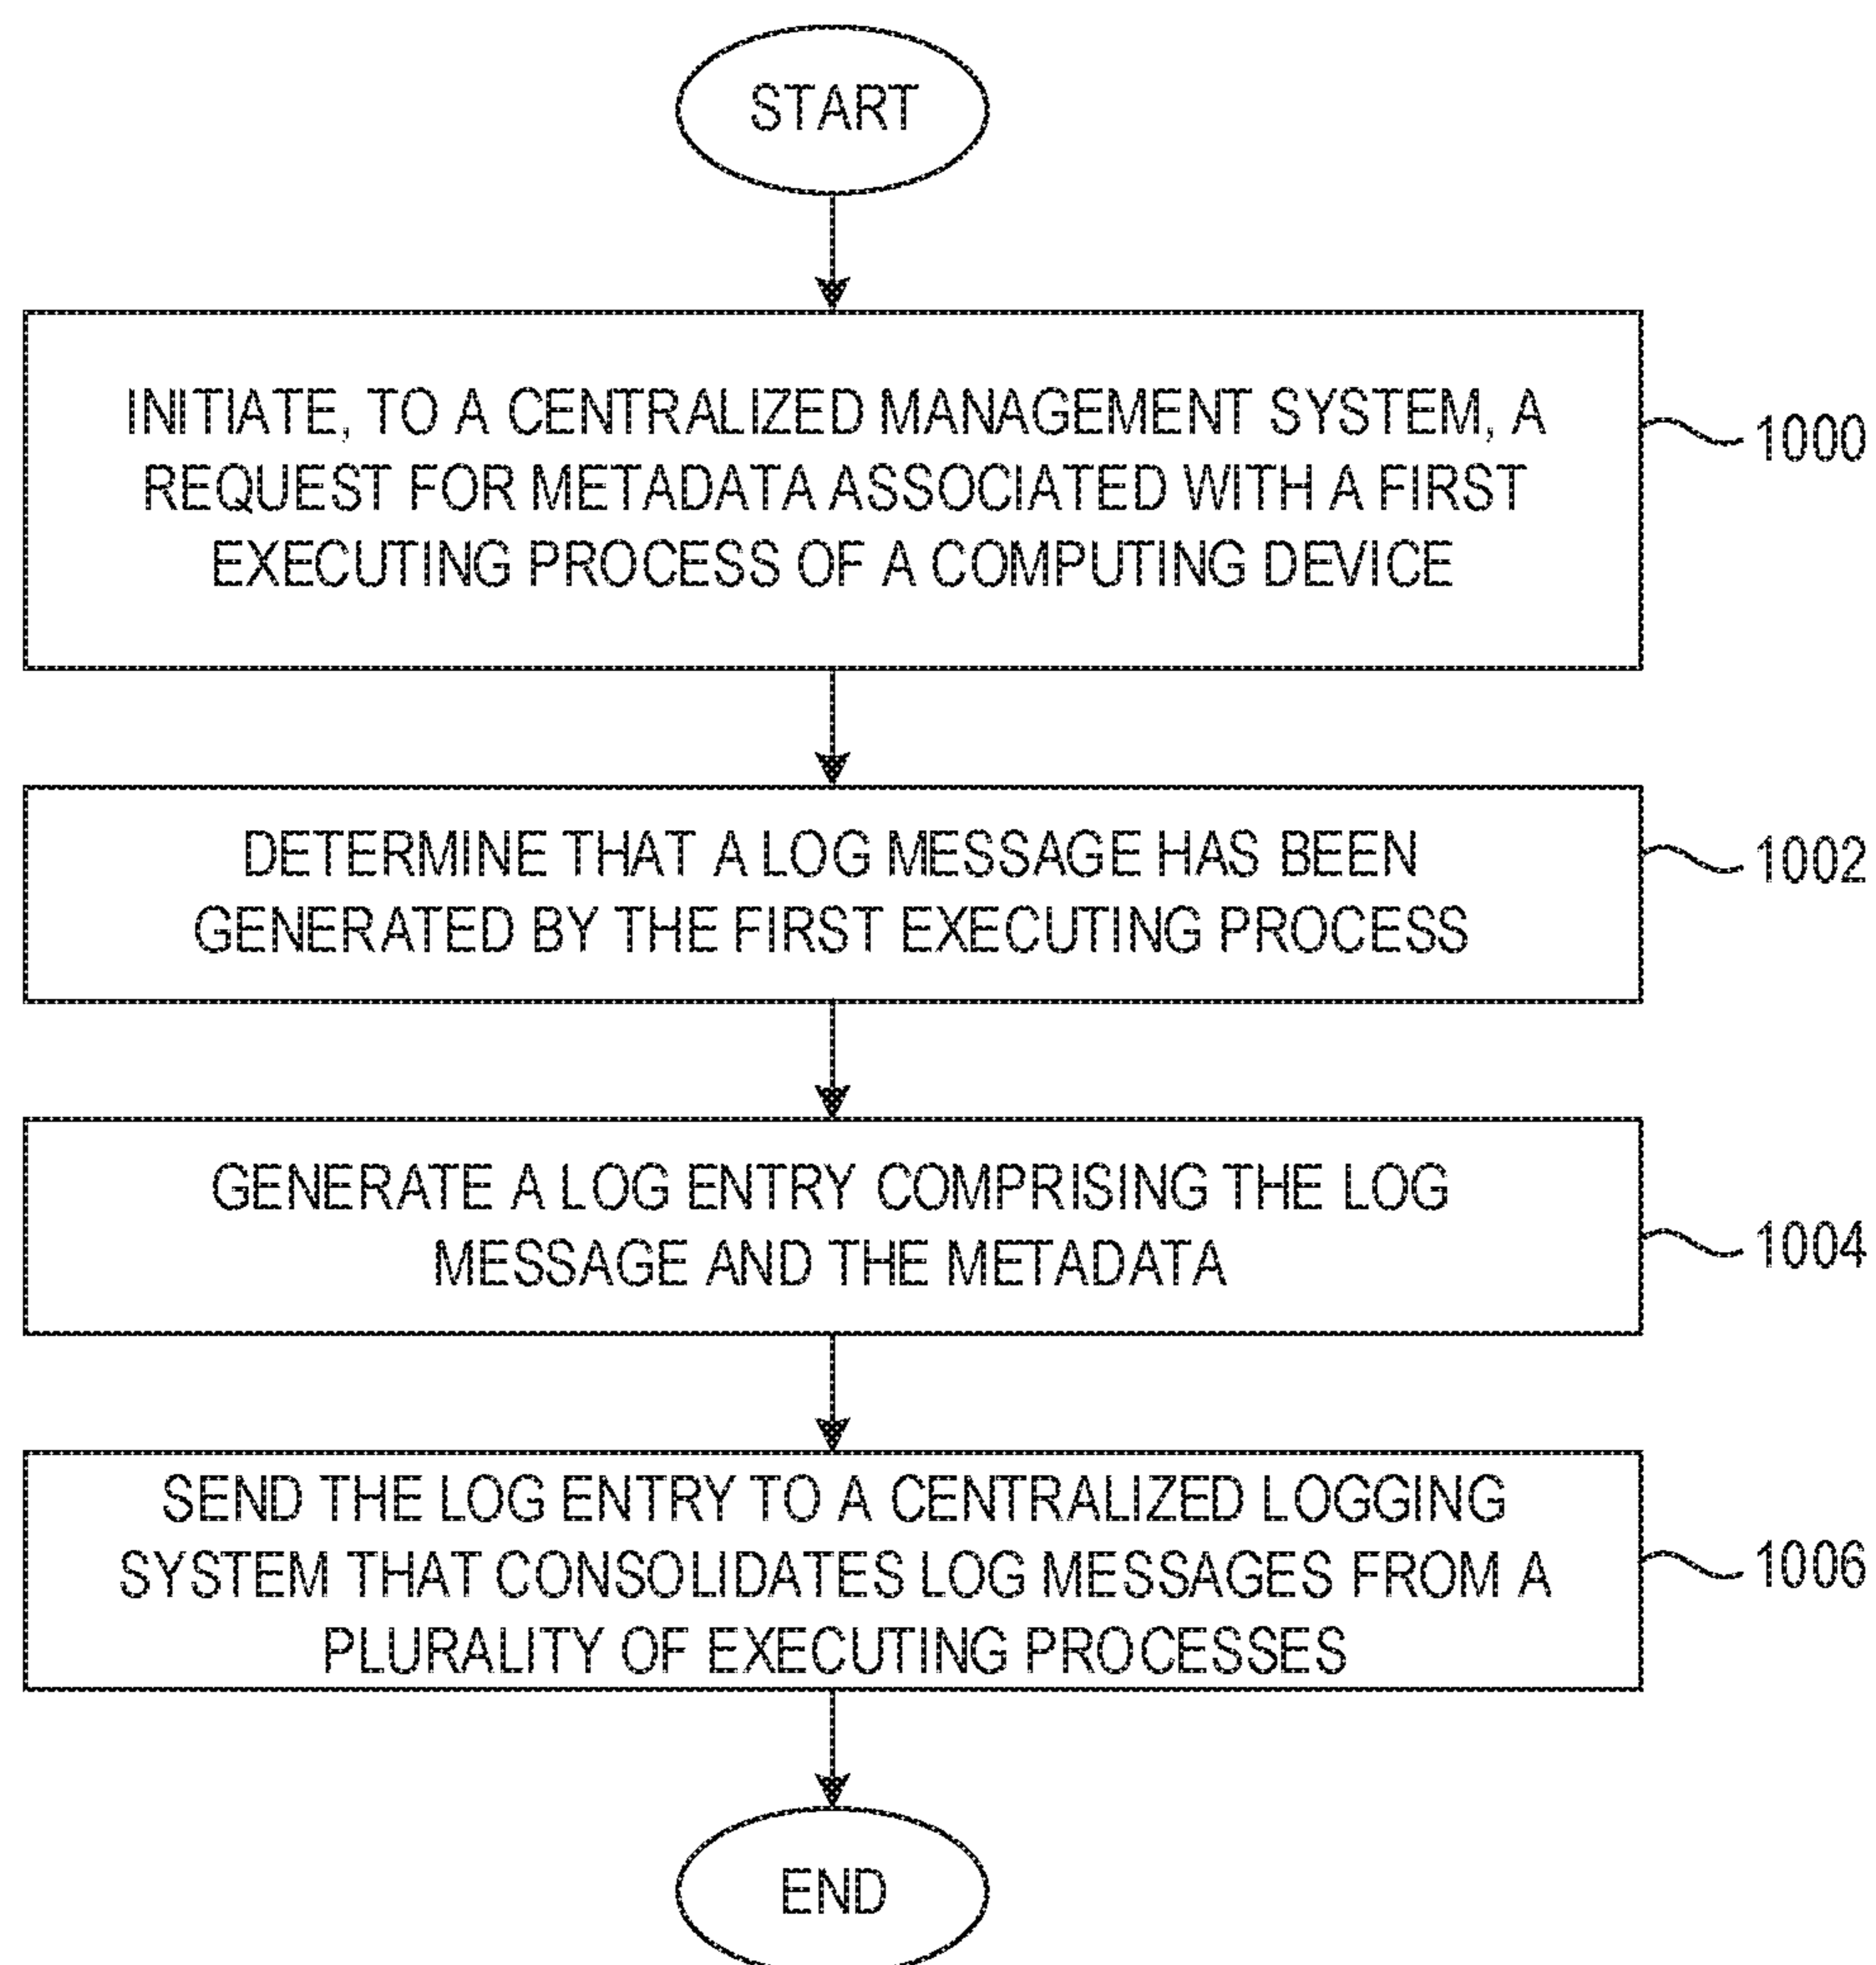 START
INITIATE, TO A CENTRALIZED MANAGEMENT SYSTEM, A
REQUEST FOR METADATA ASSOCIATED WITH A FIRST
EXECUTING PROCESS OF A COMPUTING DEVICE
1000
DETERMINE THAT A LOG MESSAGE HAS BEEN
GENERATED BY THE FIRST EXECUTING PROCESS
1002
GENERATE A LOG ENTRY COMPRISING THE LOG
MESSAGE AND THE METADATA
1004
SEND THE LOG ENTRY TO A CENTRALIZED LOGGING
SYSTEM THAT CONSOLIDATES LOG MESSAGES FROM A
PLURALITY OF EXECUTING PROCESSES
1006
END